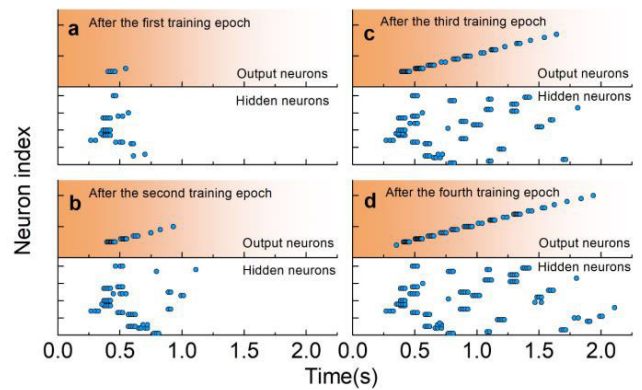 a After the first training epoch
Output neurons
Hidden neurons
b After the second training epoch
Output neurons
Hidden neurons
c After the third training epoch
Output neurons
Hidden neurons
d After the fourth training epoch
Output neurons
Hidden neurons
Neuron index
0.0 0.5 1.0 1.5 2.0 0.5 1.0 1.5 2.0
Time(s)